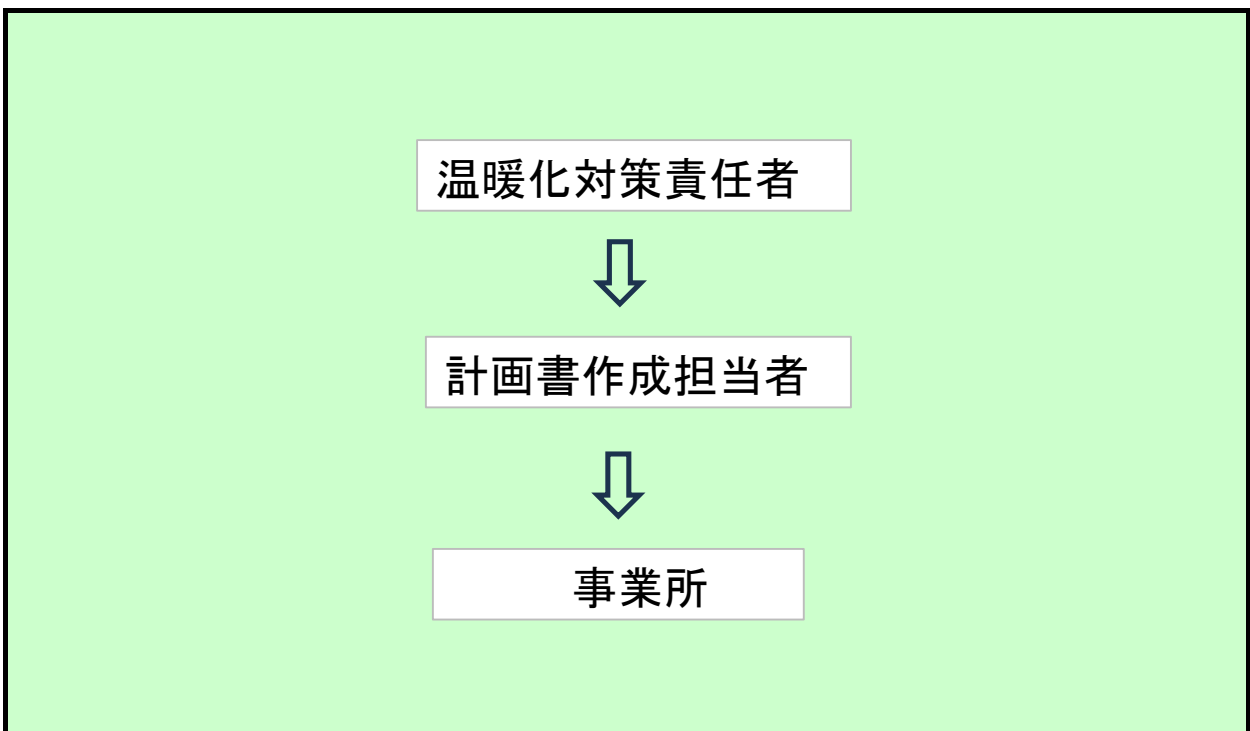 温暖化対策責任者
計画書作成担当者
事業所